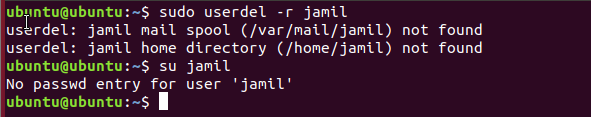 ubuntu@ubuntu:~$ sudo userdel -r jamil
userdel: jamil mail spool (/var/mail/jamil) not found
userdel: jamil home directory (/home/jamil) not found
ubuntu@ubuntu:~$ su jamil
No passwd entry for user 'jamil'
ubuntu@ubuntu:~$